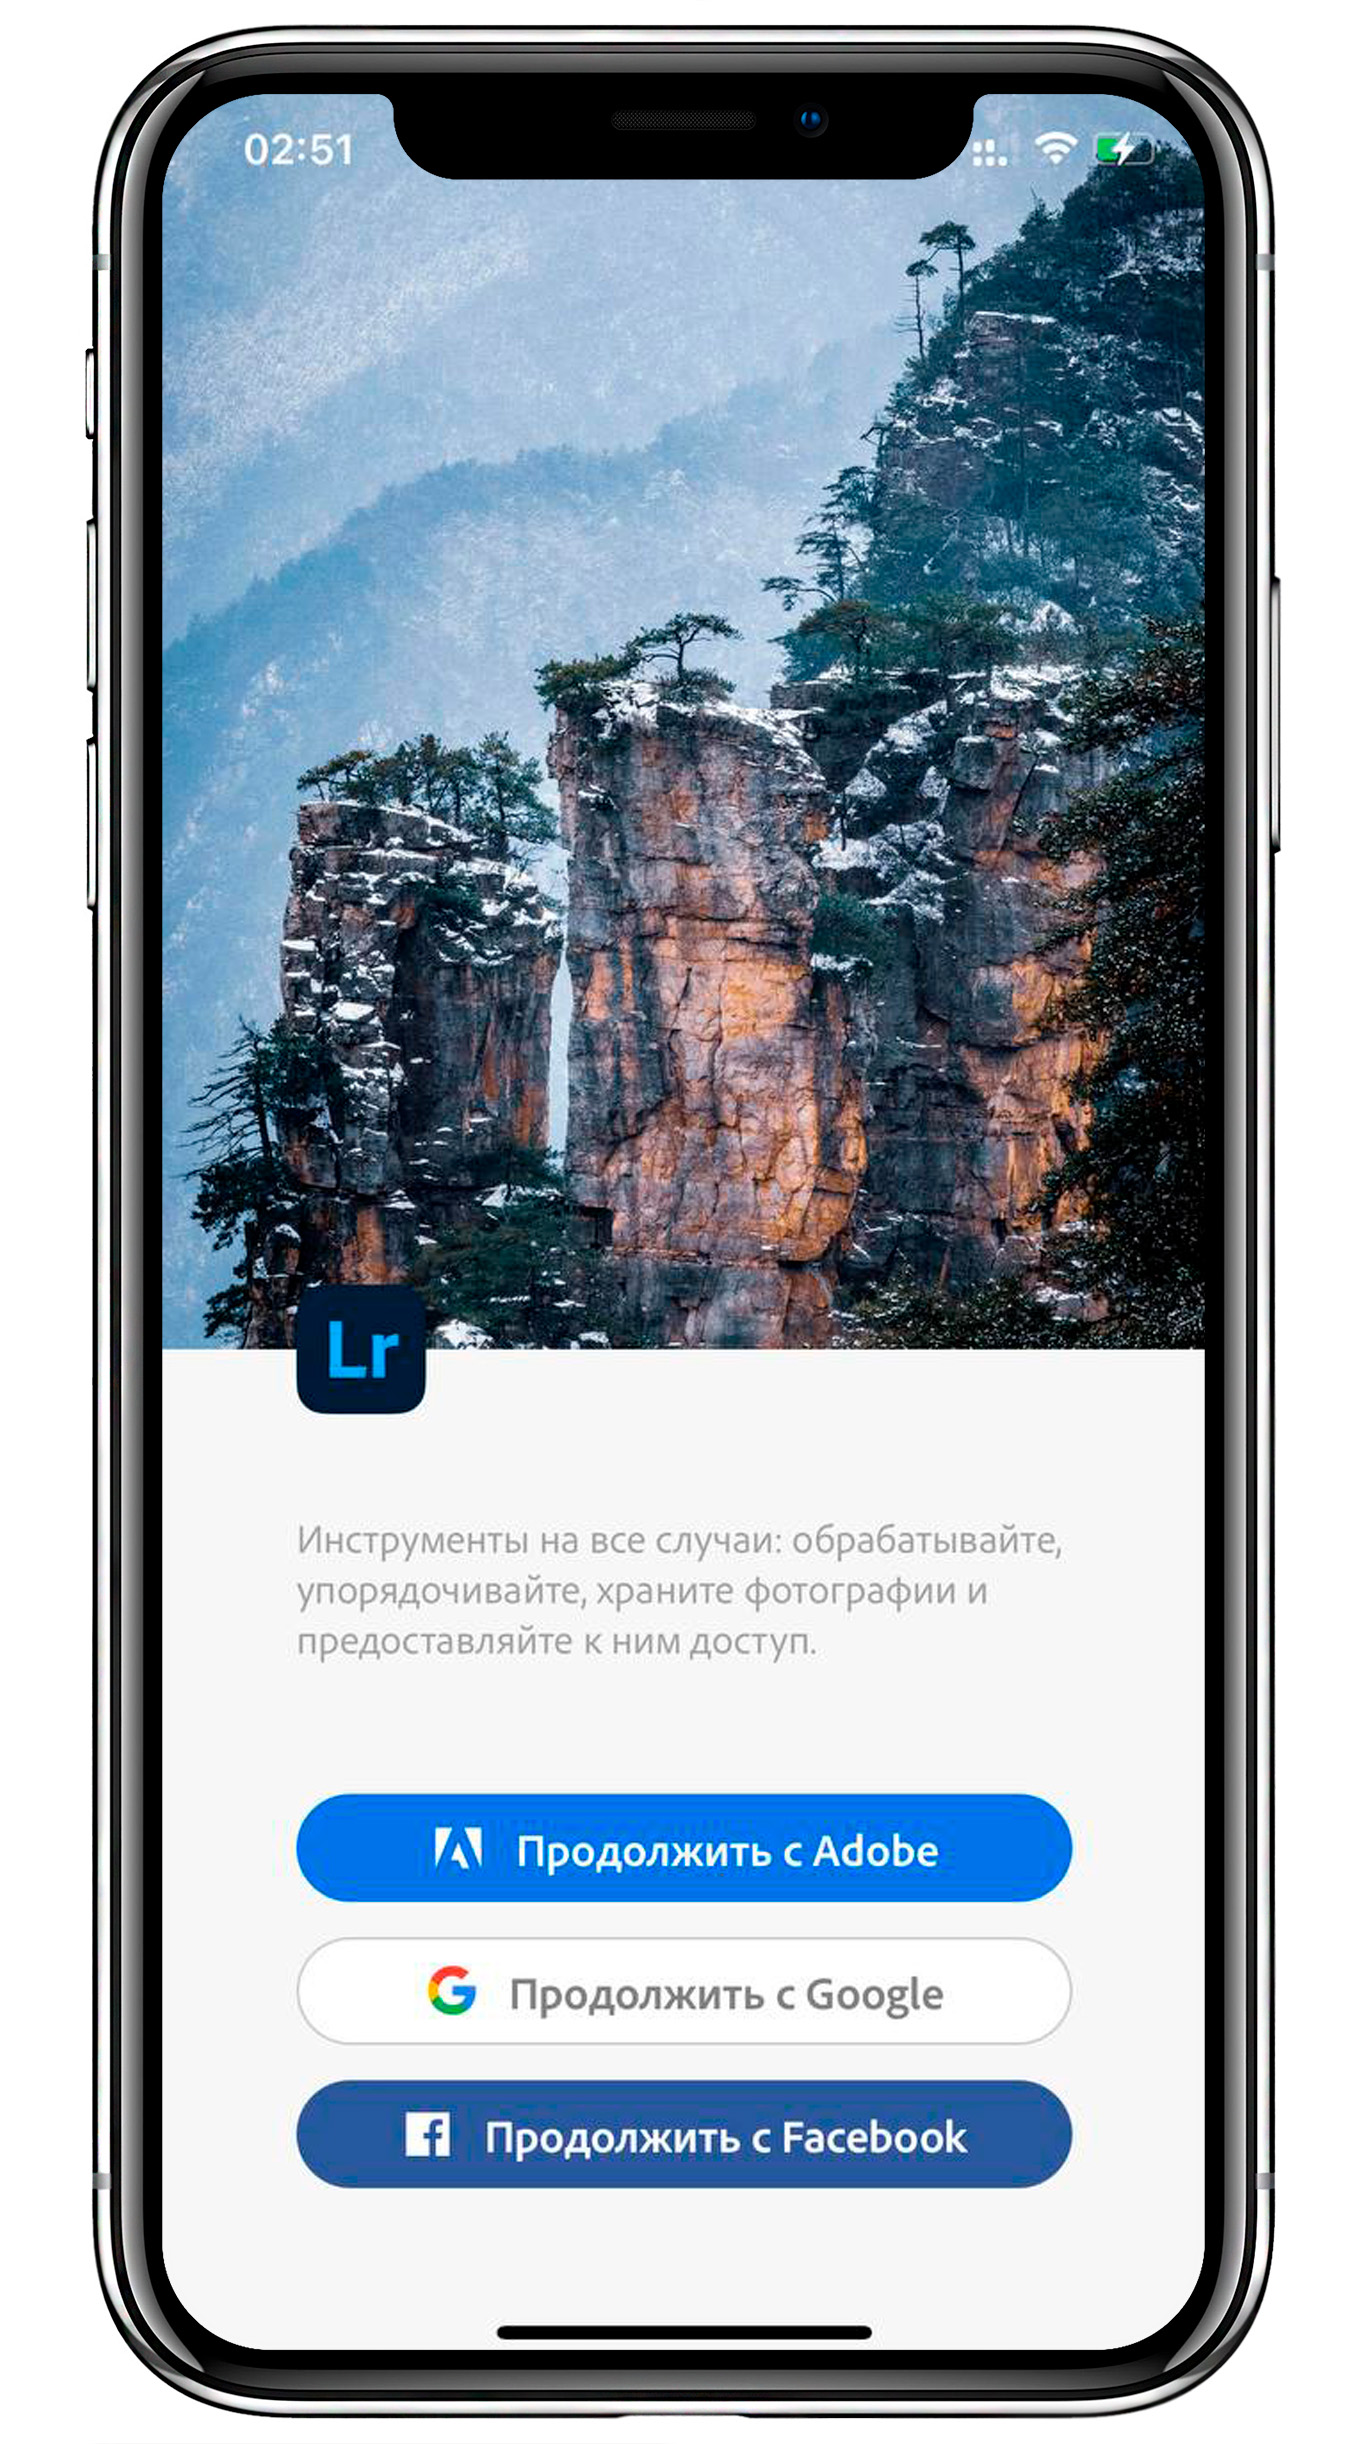 02:51
Lr
Инструменты на все случаи: обрабатывайте,
упорядочивайте, храните фотографии и
предоставляйте к ним доступ.
Продолжить с Adobe
Продолжить с Google
Продолжить с Facebook